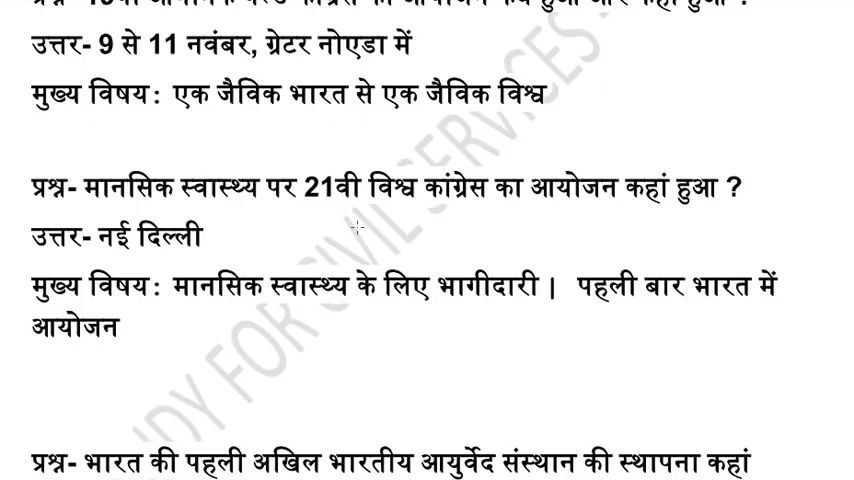 उत्तर- 9 से 11 नवंबर, ग्रेटर नोएडा में
मुख्य विषय: एक जैविक भारत से एक जैविक विश्व
प्रश्न- मानसिक स्वास्थ्य पर 21वी विश्व कांग्रेस का आयोजन कहां हुआ ?
उत्तर- नई दिल्ली
मुख्य विषय: मानसिक स्वास्थ्य के लिए भागीदारी | पहली बार भारत में
आयोजन
प्रश्न- भारत की पहली अखिल भारतीय आयुर्वेद संस्थान की स्थापना कहां